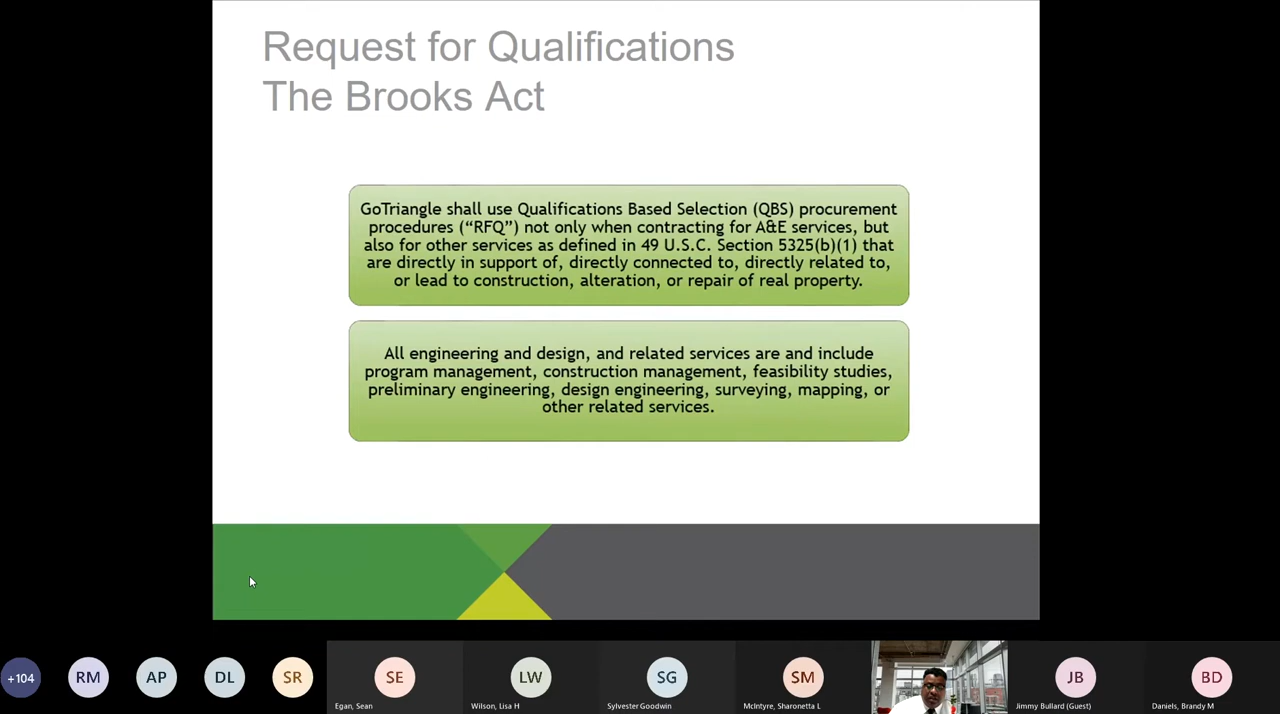 Request for Qualifications
The Brooks Act
GoTriangle shall use Qualifications Based Selection (QBS) procurement
procedures (“RFQ”) not only when contracting for A&E services, but
also for other services as defined in 49 U.S.C. Section 5325(b)(1) that
are directly in support of, directly connected to, directly related to,
or lead to construction, alteration, or repair of real property.
All engineering and design, and related services are and include
program management, construction management, feasibility studies,
preliminary engineering, design engineering, surveying, mapping, or
other related services.
+104
RM
AP
DL
SR
SE
LW
SG
SM
JB
BD
Egan, Sean
Wilson, Lisa H
Sylvester Goodwin
McIntyre, Sharonetta L
Jimmy Bullard (Guest)
Daniels, Brandy M